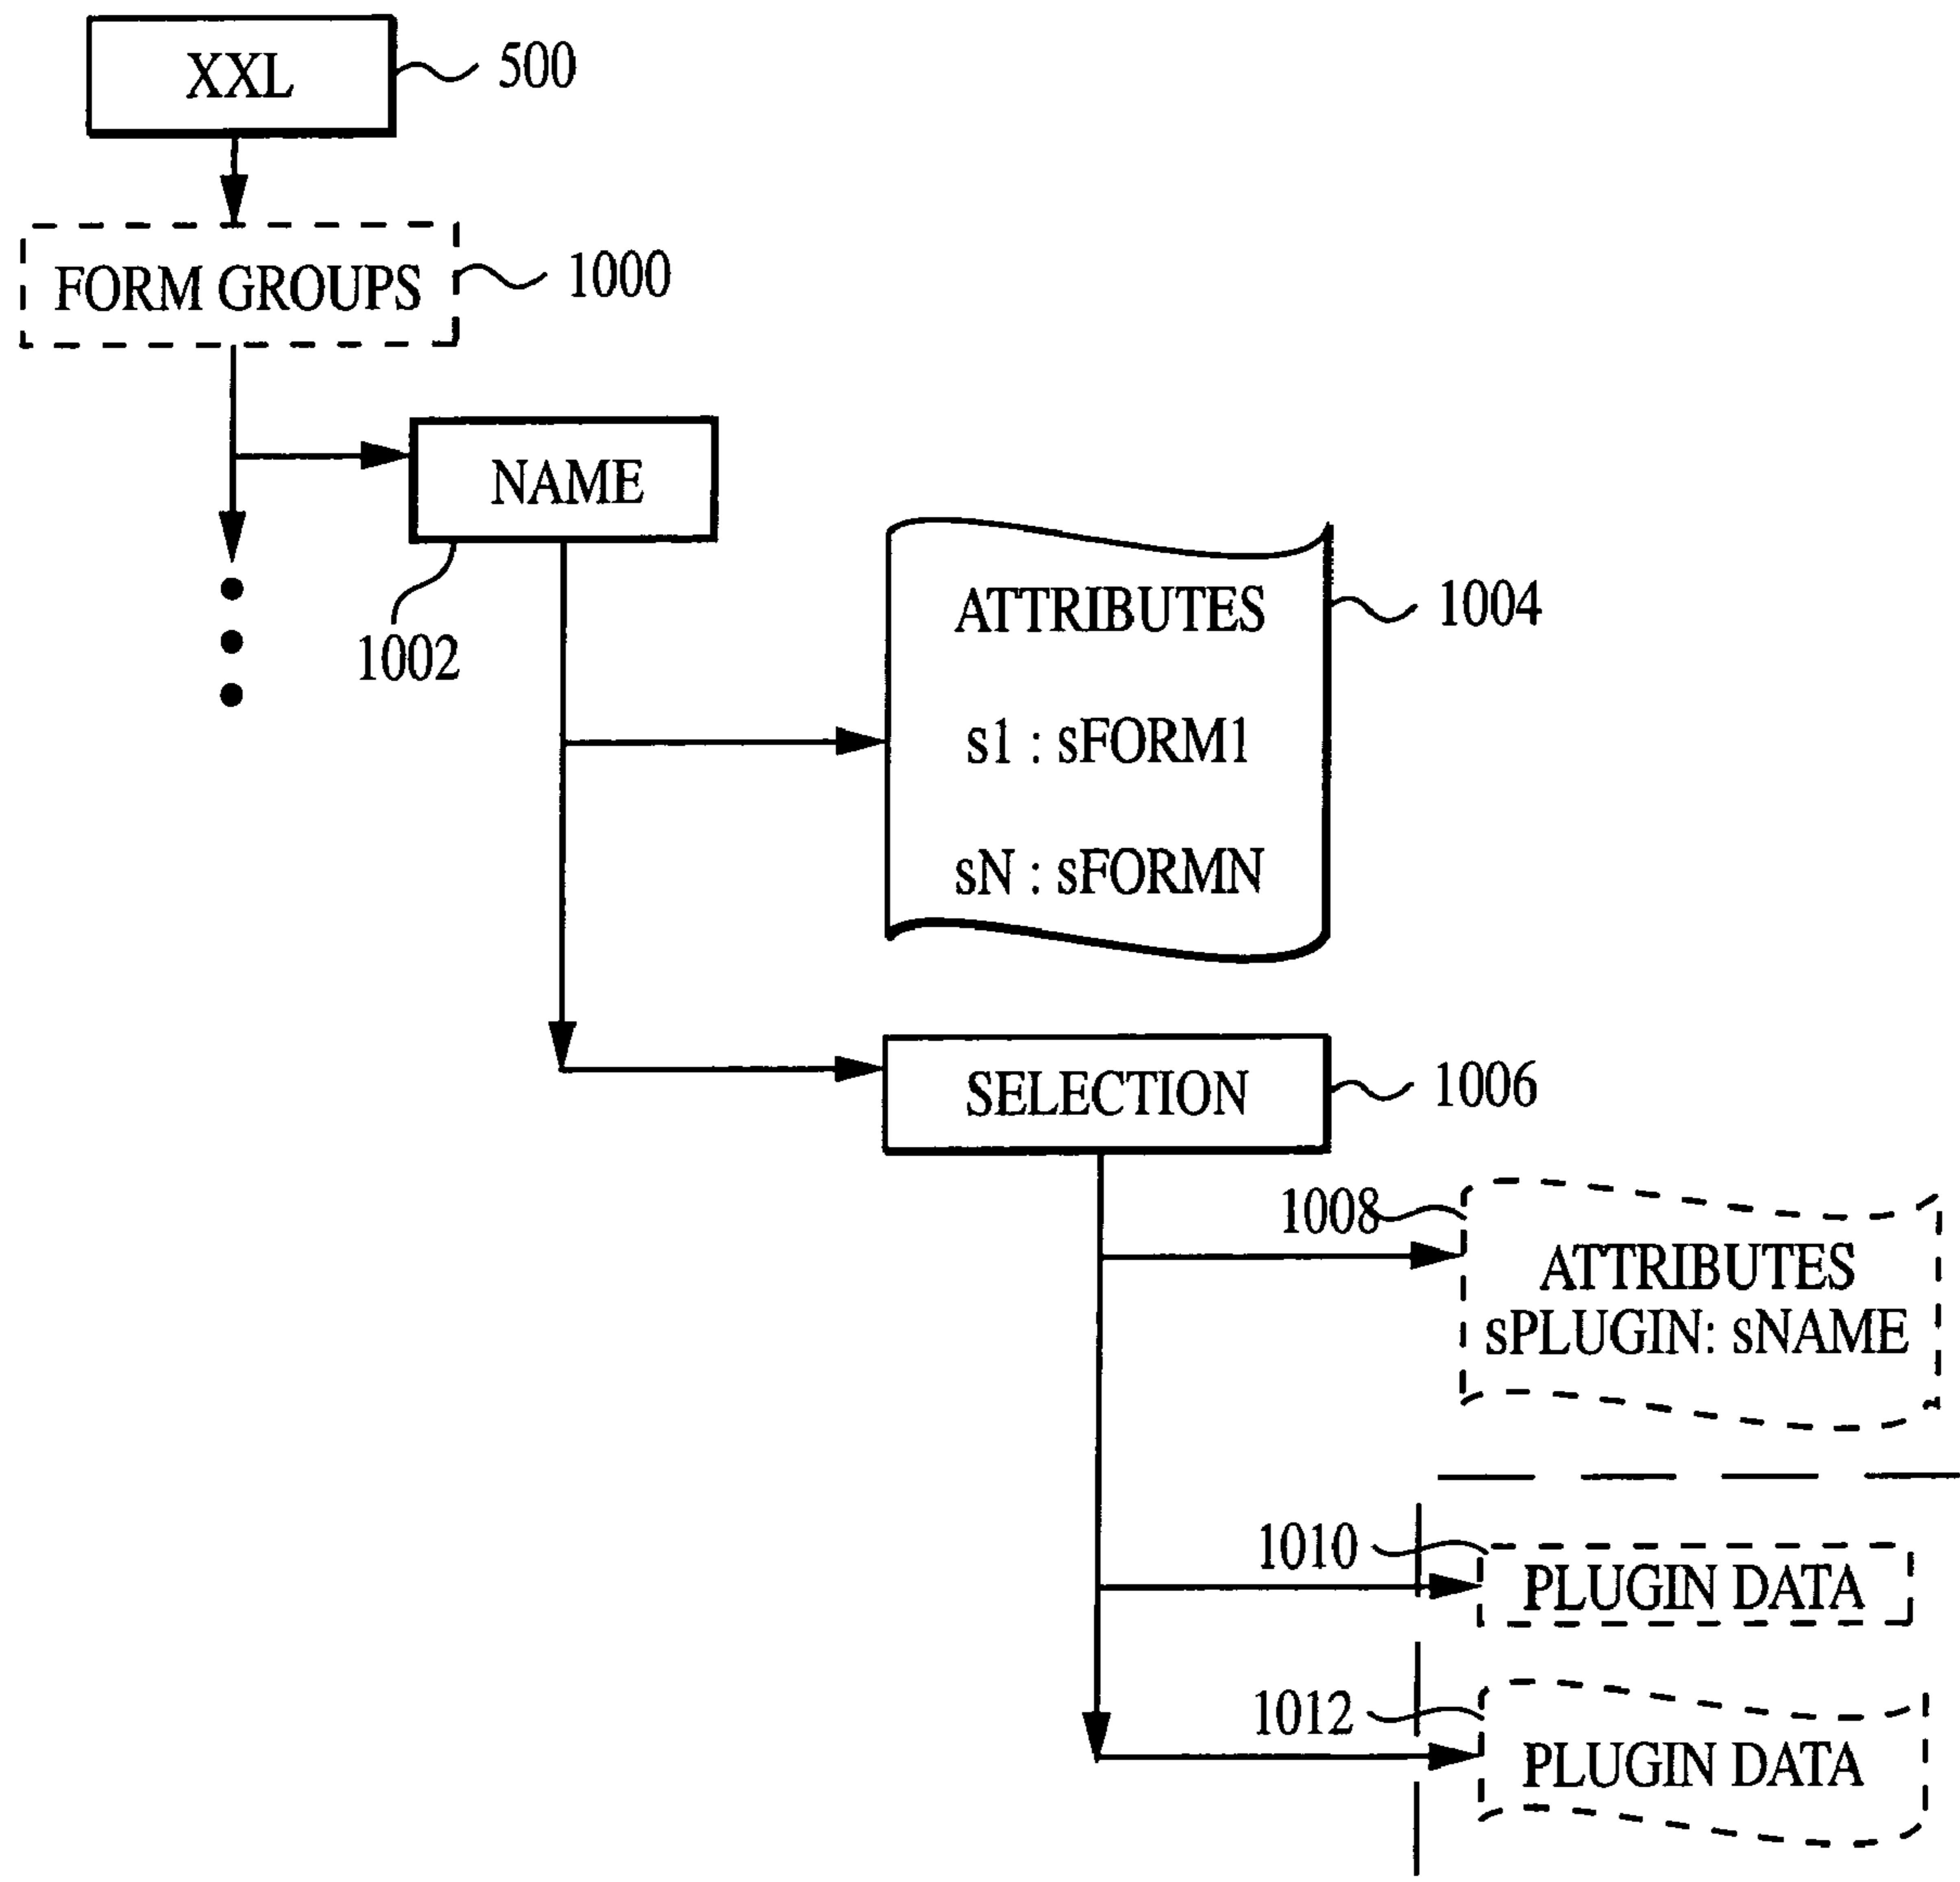 XXL
500
FORM GROUPS
1000
NAME
1002
ATTRIBUTES
1004
s1 : sFORM1
sN : sFORMN
SELECTION
1006
1008
ATTRIBUTES
sPLUGIN: sNAME
1010
PLUGIN DATA
1012
PLUGIN DATA